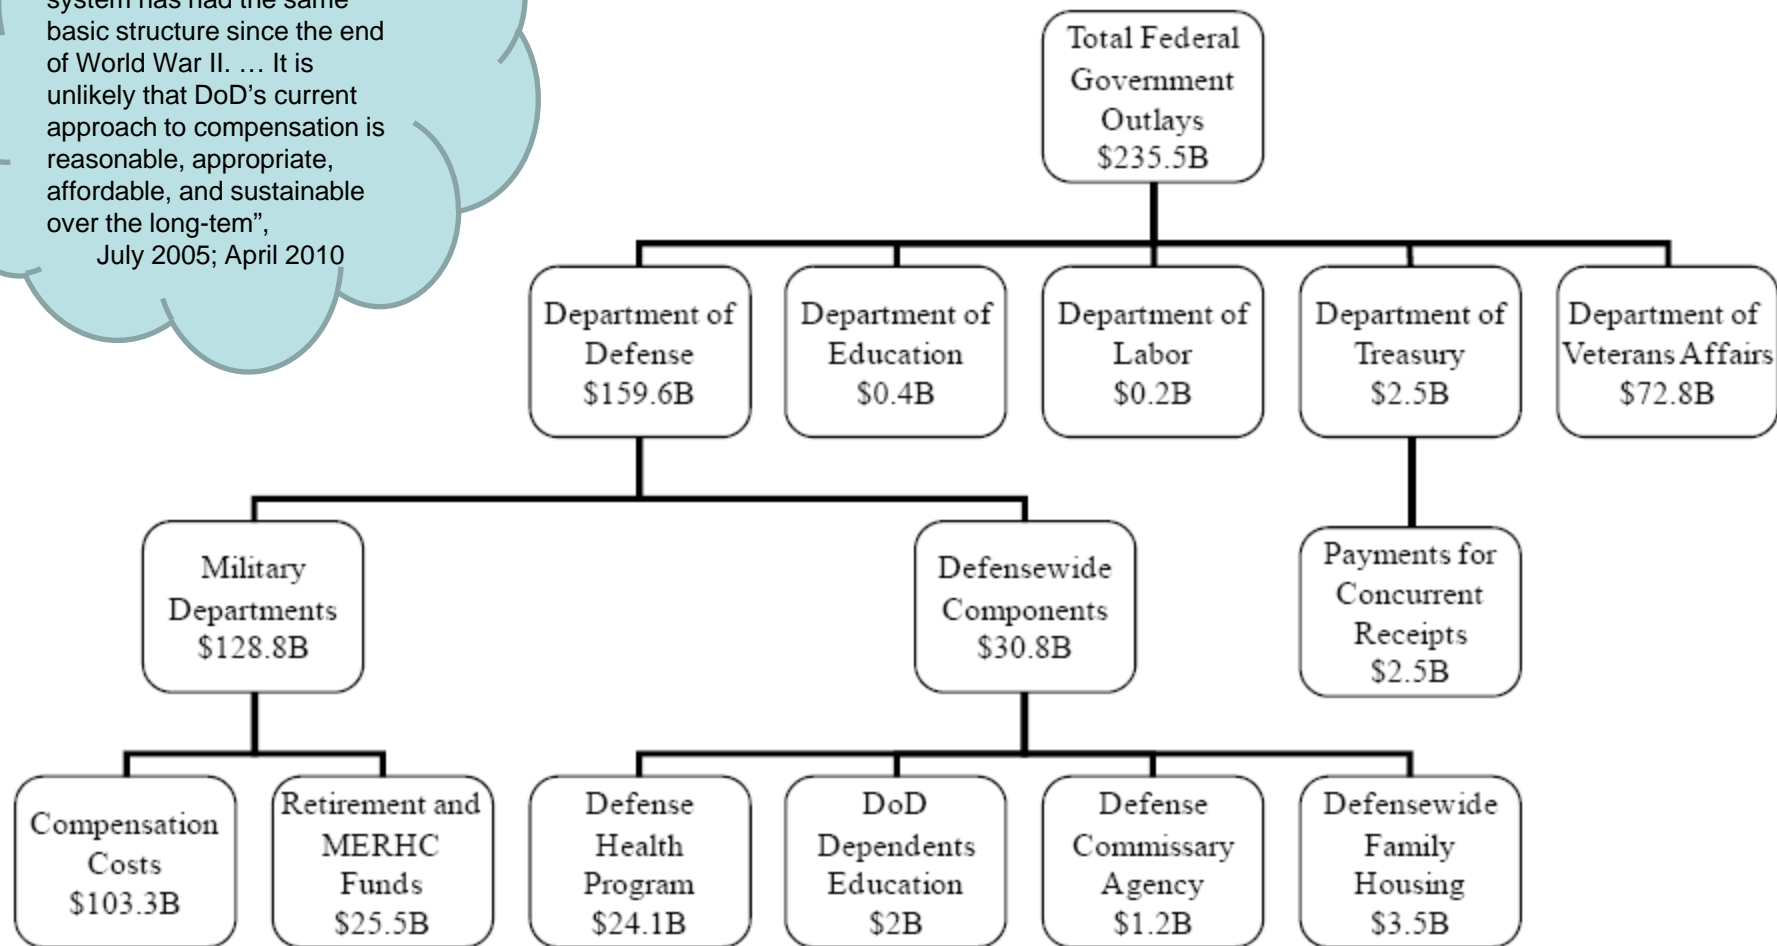 system has had the same
basic structure since the end
of World War II. … It is
unlikely that DoD's current
approach to compensation is
reasonable, appropriate,
affordable, and sustainable
over the long-tem",
July 2005; April 2010
Total Federal
Government
Outlays
$235.5B
Department of
Defense
$159.6B
Department of
Education
$0.4B
Department of
Labor
$0.2B
Department of
Treasury
$2.5B
Department of
Veterans Affairs
$72.8B
Military
Departments
$128.8B
Defensewide
Components
$30.8B
Payments for
Concurrent
Receipts
$2.5B
Compensation
Costs
$103.3B
Retirement and
MERHC
Funds
$25.5B
Defense
Health
Program
$24.1B
DoD
Dependents
Education
$2B
Defense
Commissary
Agency
$1.2B
Defensewide
Family
Housing
$3.5B